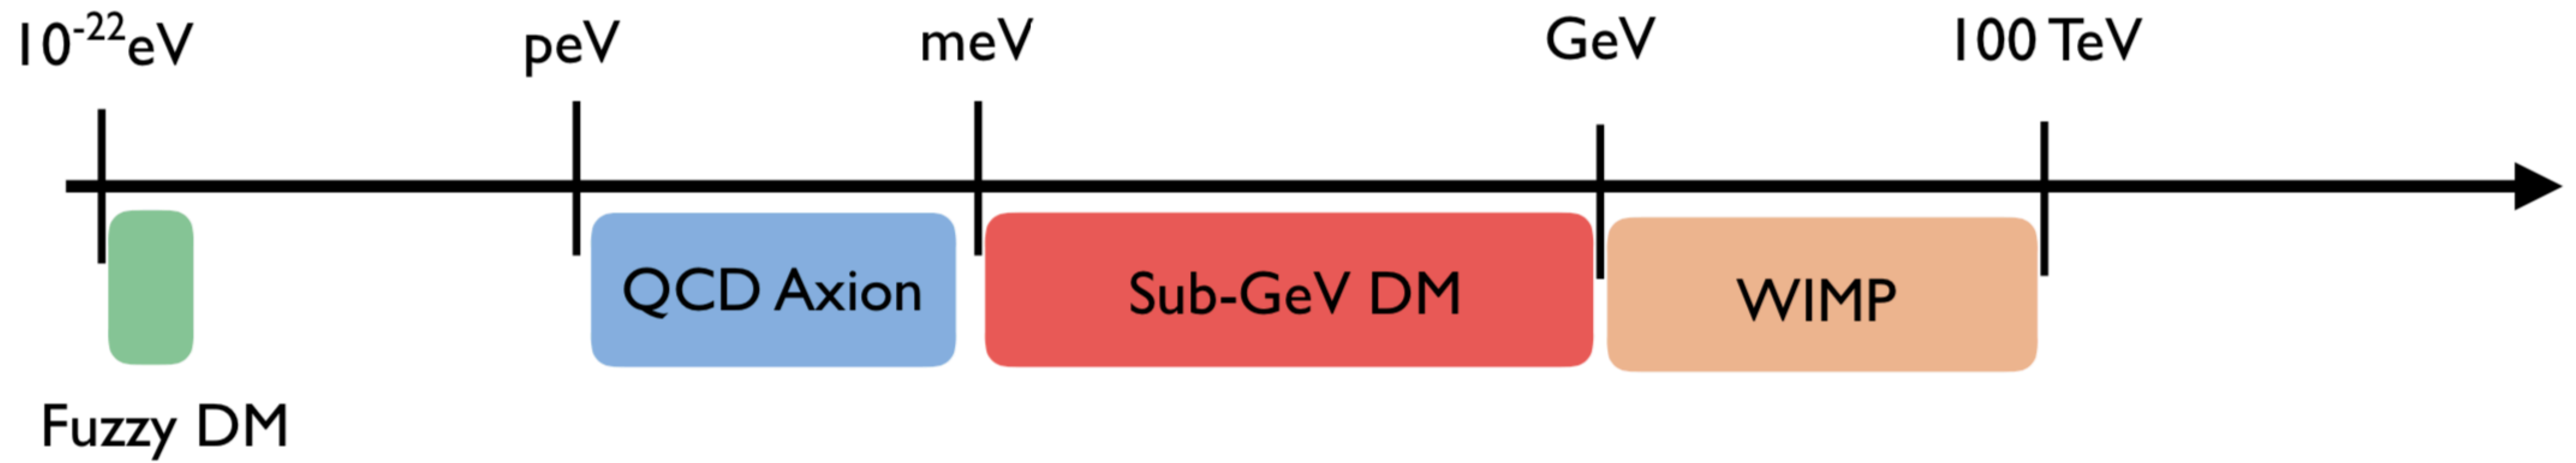 10⁻²²eV peV meV GeV 100 TeV
QCD Axion Sub-GeV DM WIMP
Fuzzy DM